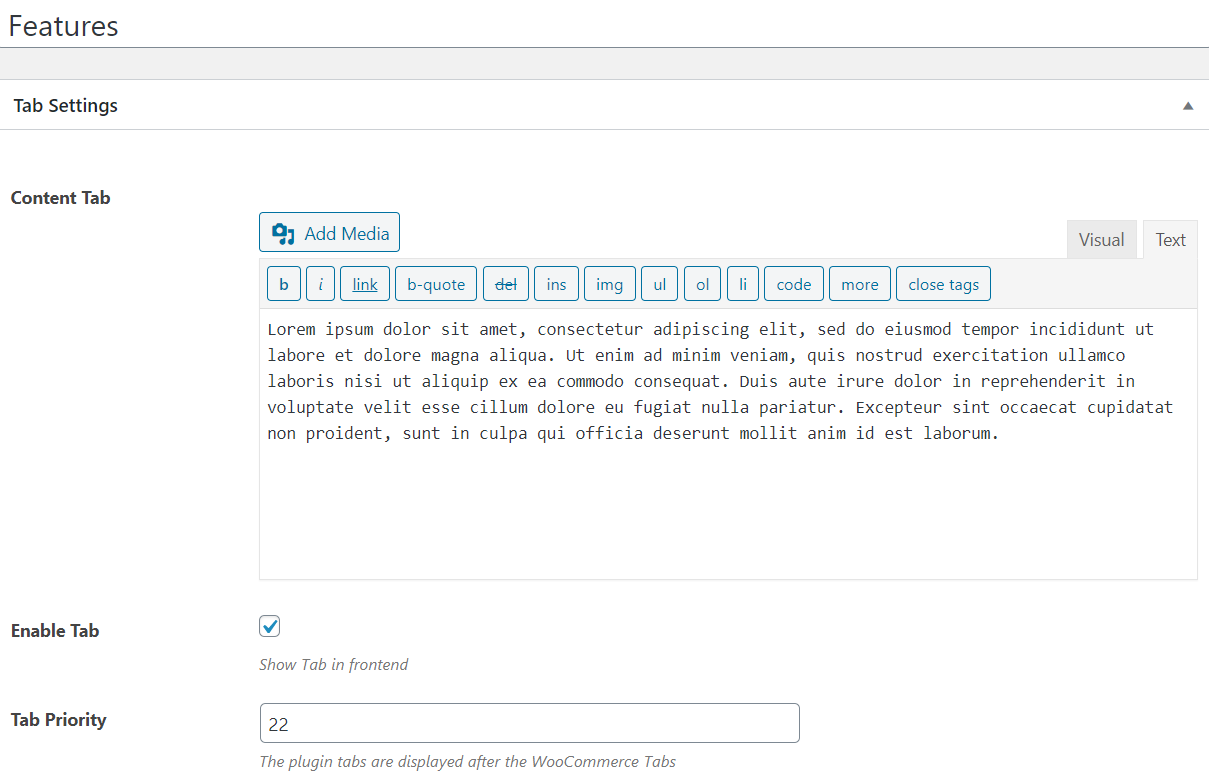 Features
Tab Settings
Content Tab
Add Media
Visual Text
b i link b-quote del ins img ul ol li code more close tags
Lorem ipsum dolor sit amet, consectetur adipiscing elit, sed do eiusmod tempor incididunt ut
labore et dolore magna aliqua. Ut enim ad minim veniam, quis nostrud exercitation ullamco
laboris nisi ut aliquip ex ea commodo consequat. Duis aute irure dolor in reprehenderit in
voluptate velit esse cillum dolore eu fugiat nulla pariatur. Excepteur sint occaecat cupidatat
non proident, sunt in culpa qui officia deserunt mollit anim id est laborum.
Enable Tab
Show Tab in frontend
Tab Priority
22
The plugin tabs are displayed after the WooCommerce Tabs